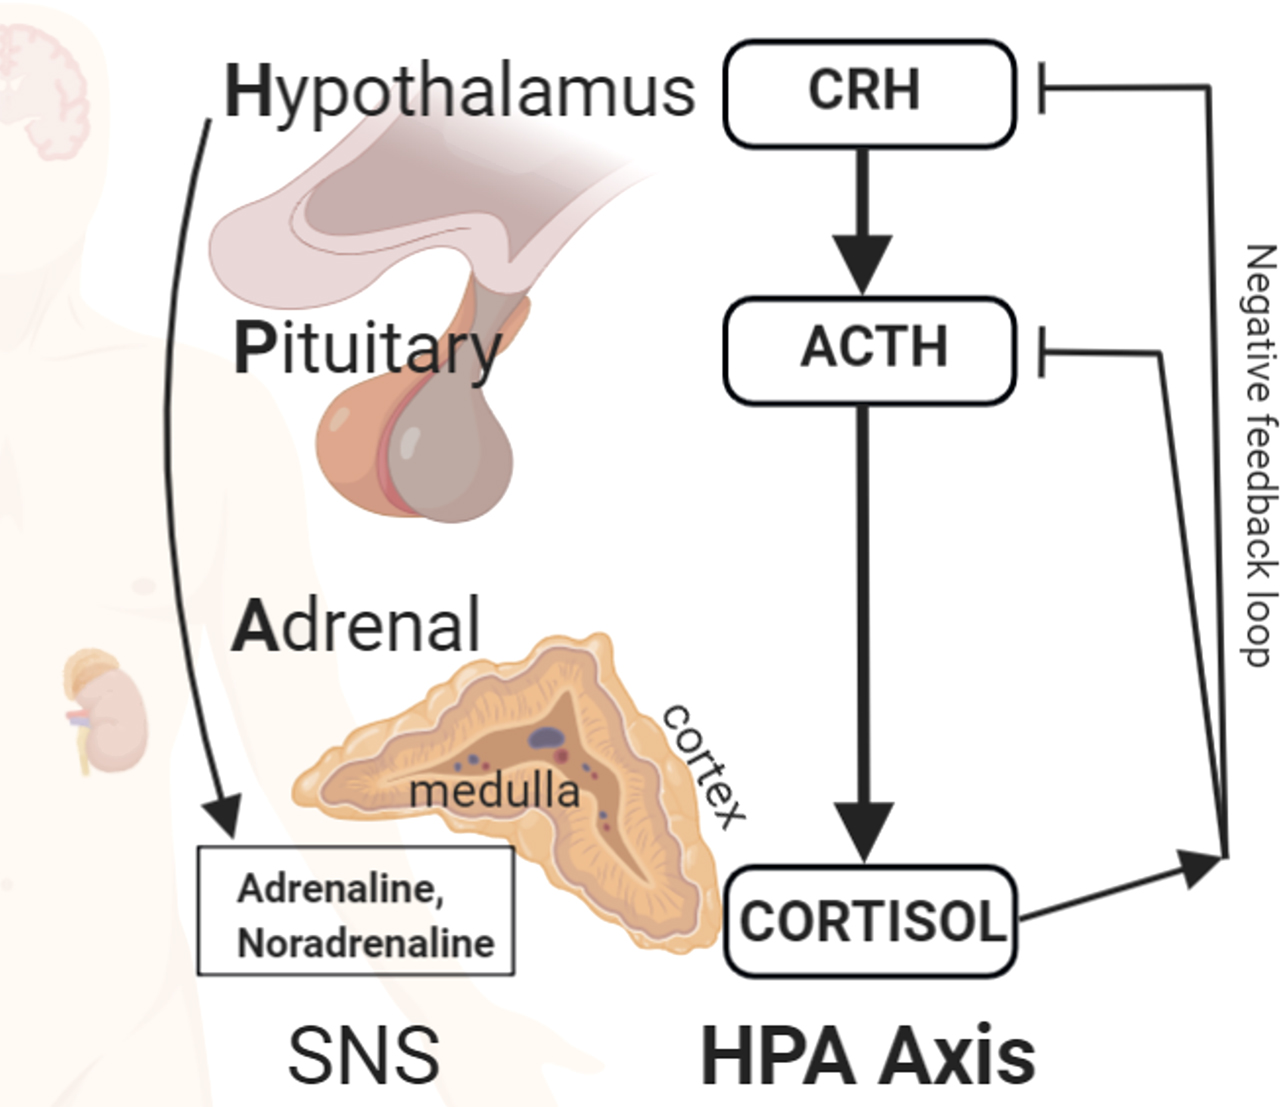 Hypothalamus
CRH
Pituitary
ACTH
Negative feedback loop
Adrenal
cortex
medulla
Adrenaline,
Noradrenaline
CORTISOL
SNS
HPA Axis